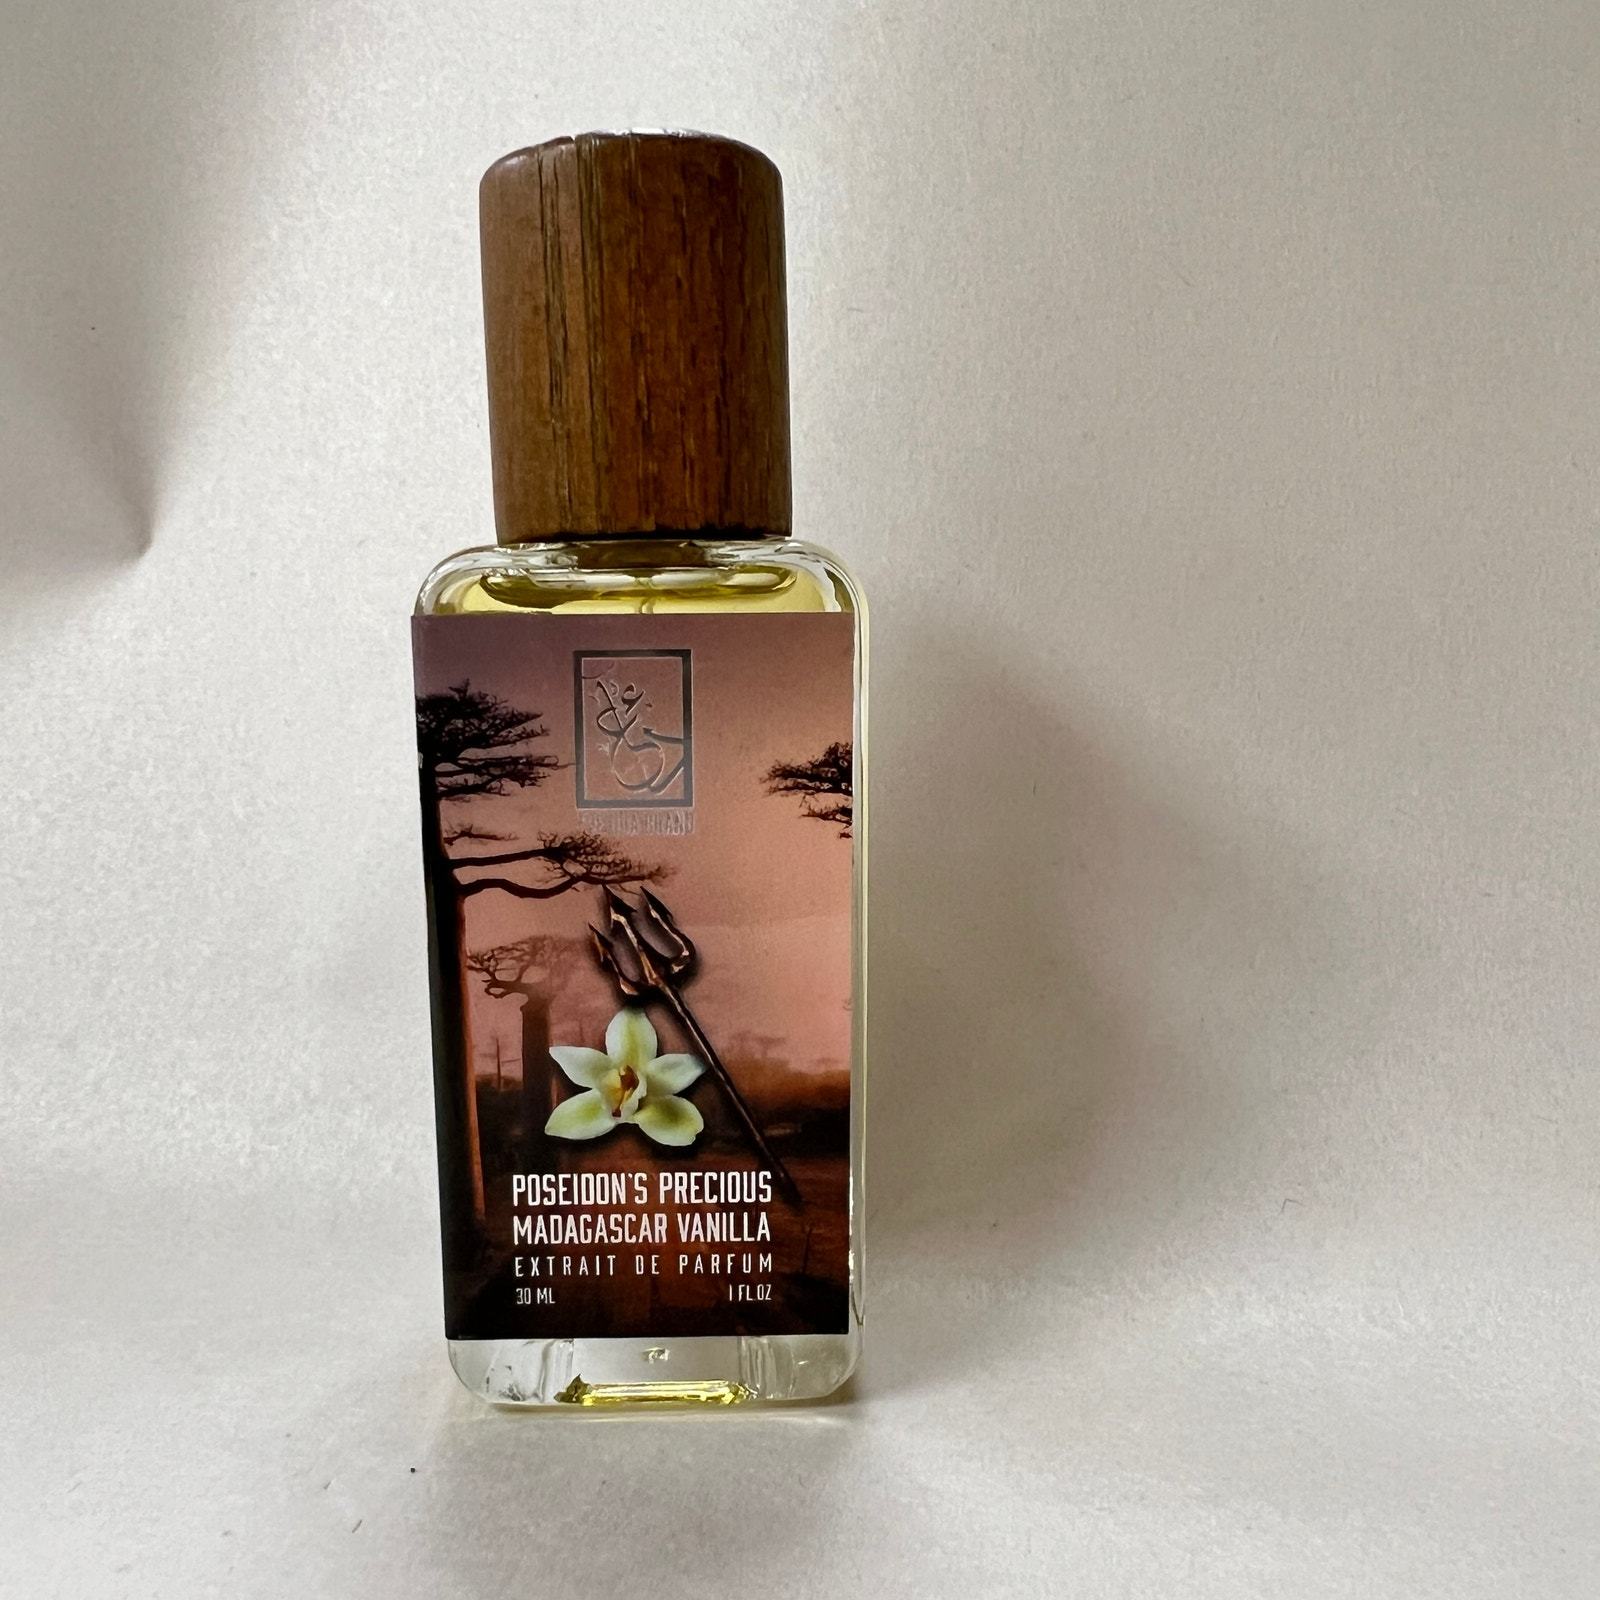 POSEIDON'S PRECIOUS
MADAGASCAR VANILLA
EXTRAIT DE PARFUM
30 ML 1 FL.OZ